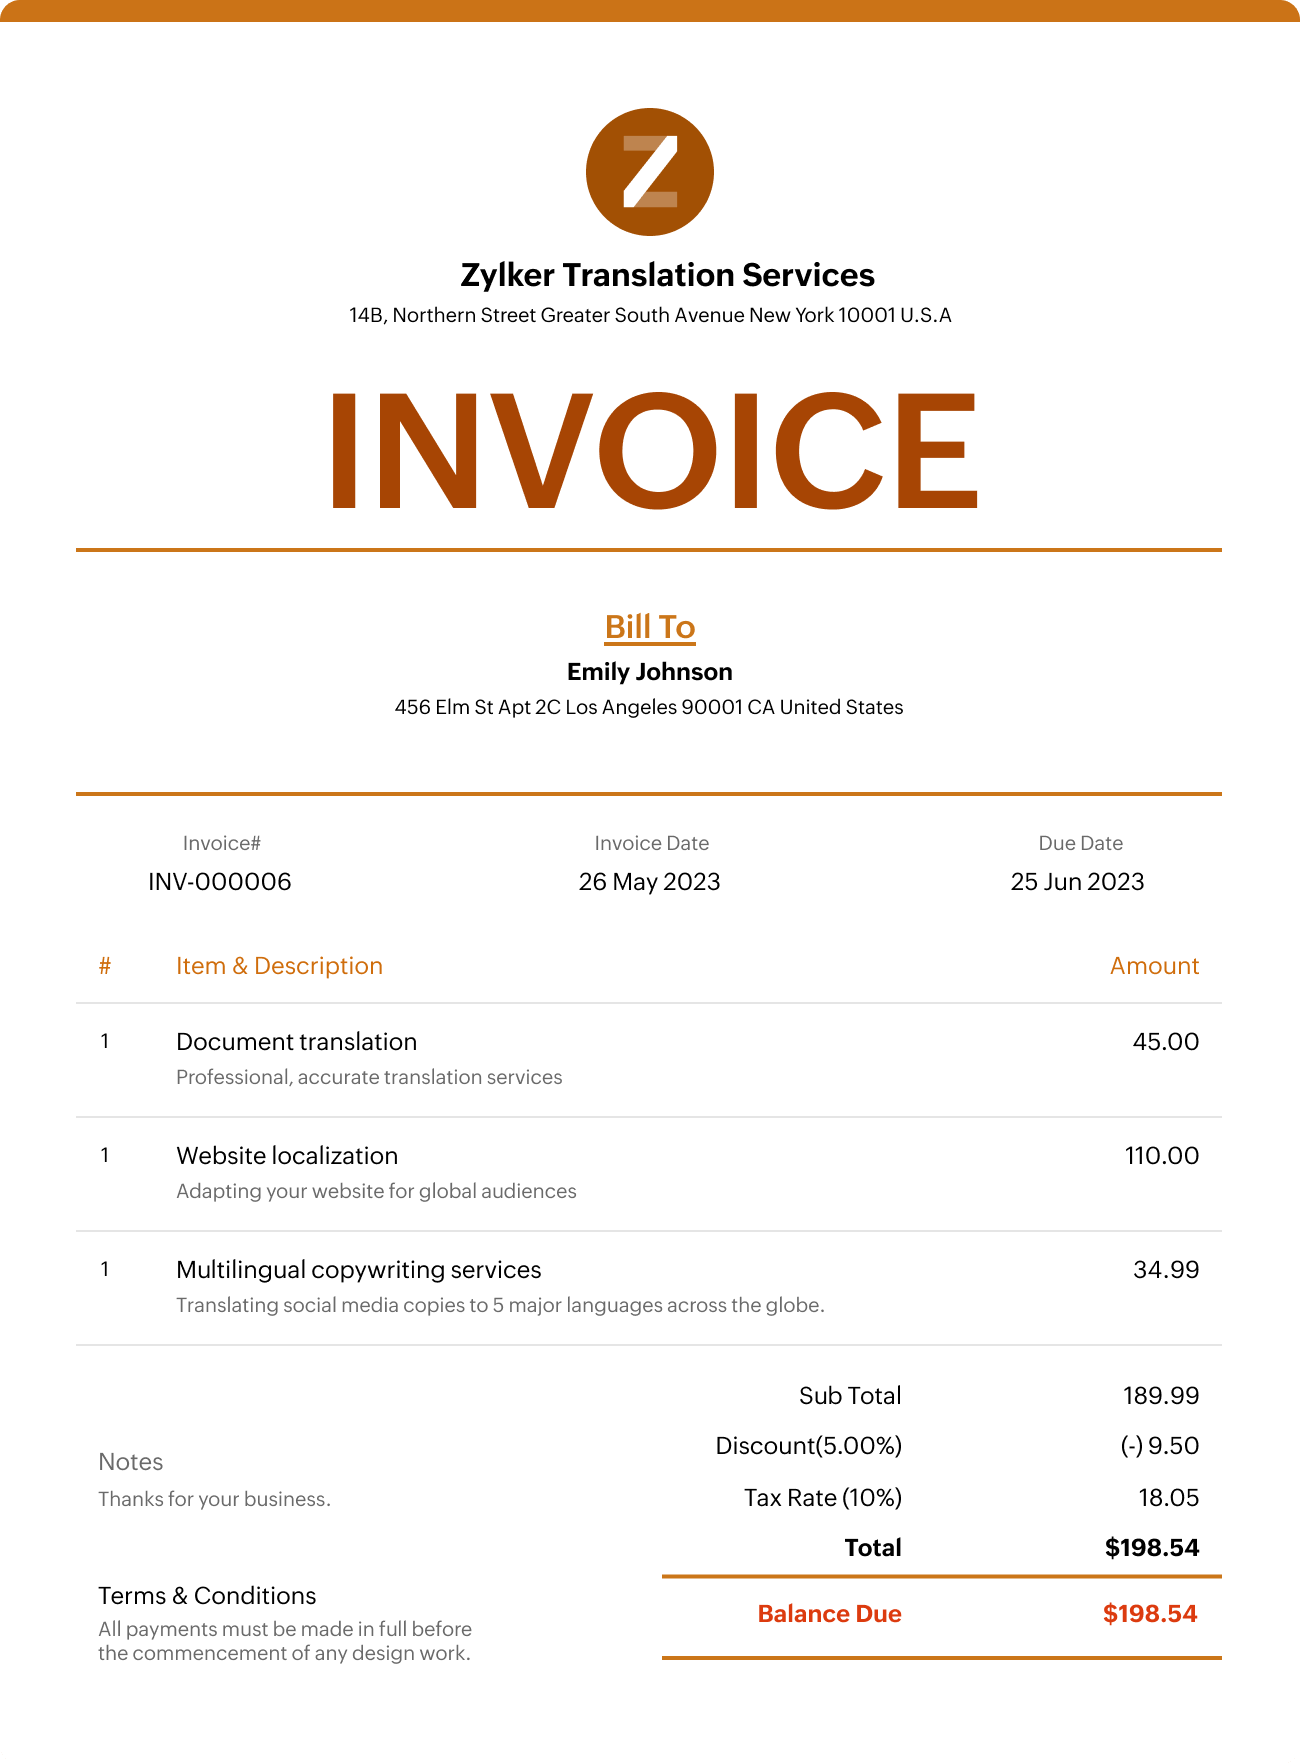 Z
Zylker Translation Services
14B, Northern Street Greater South Avenue New York 10001 U.S.A
INVOICE
Bill To
Emily Johnson
456 Elm St Apt 2C Los Angeles 90001 CA United States
Invoice# Invoice Date Due Date
INV-000006 26 May 2023 25 Jun 2023
# Item & Description Amount
1 Document translation 45.00
Professional, accurate translation services
1 Website localization 110.00
Adapting your website for global audiences
1 Multilingual copywriting services 34.99
Translating social media copies to 5 major languages across the globe.
Sub Total 189.99
Discount(5.00%) (-) 9.50
Notes
Tax Rate (10%) 18.05
Thanks for your business.
Total $198.54
Terms & Conditions
Balance Due $198.54
All payments must be made in full before
the commencement of any design work.